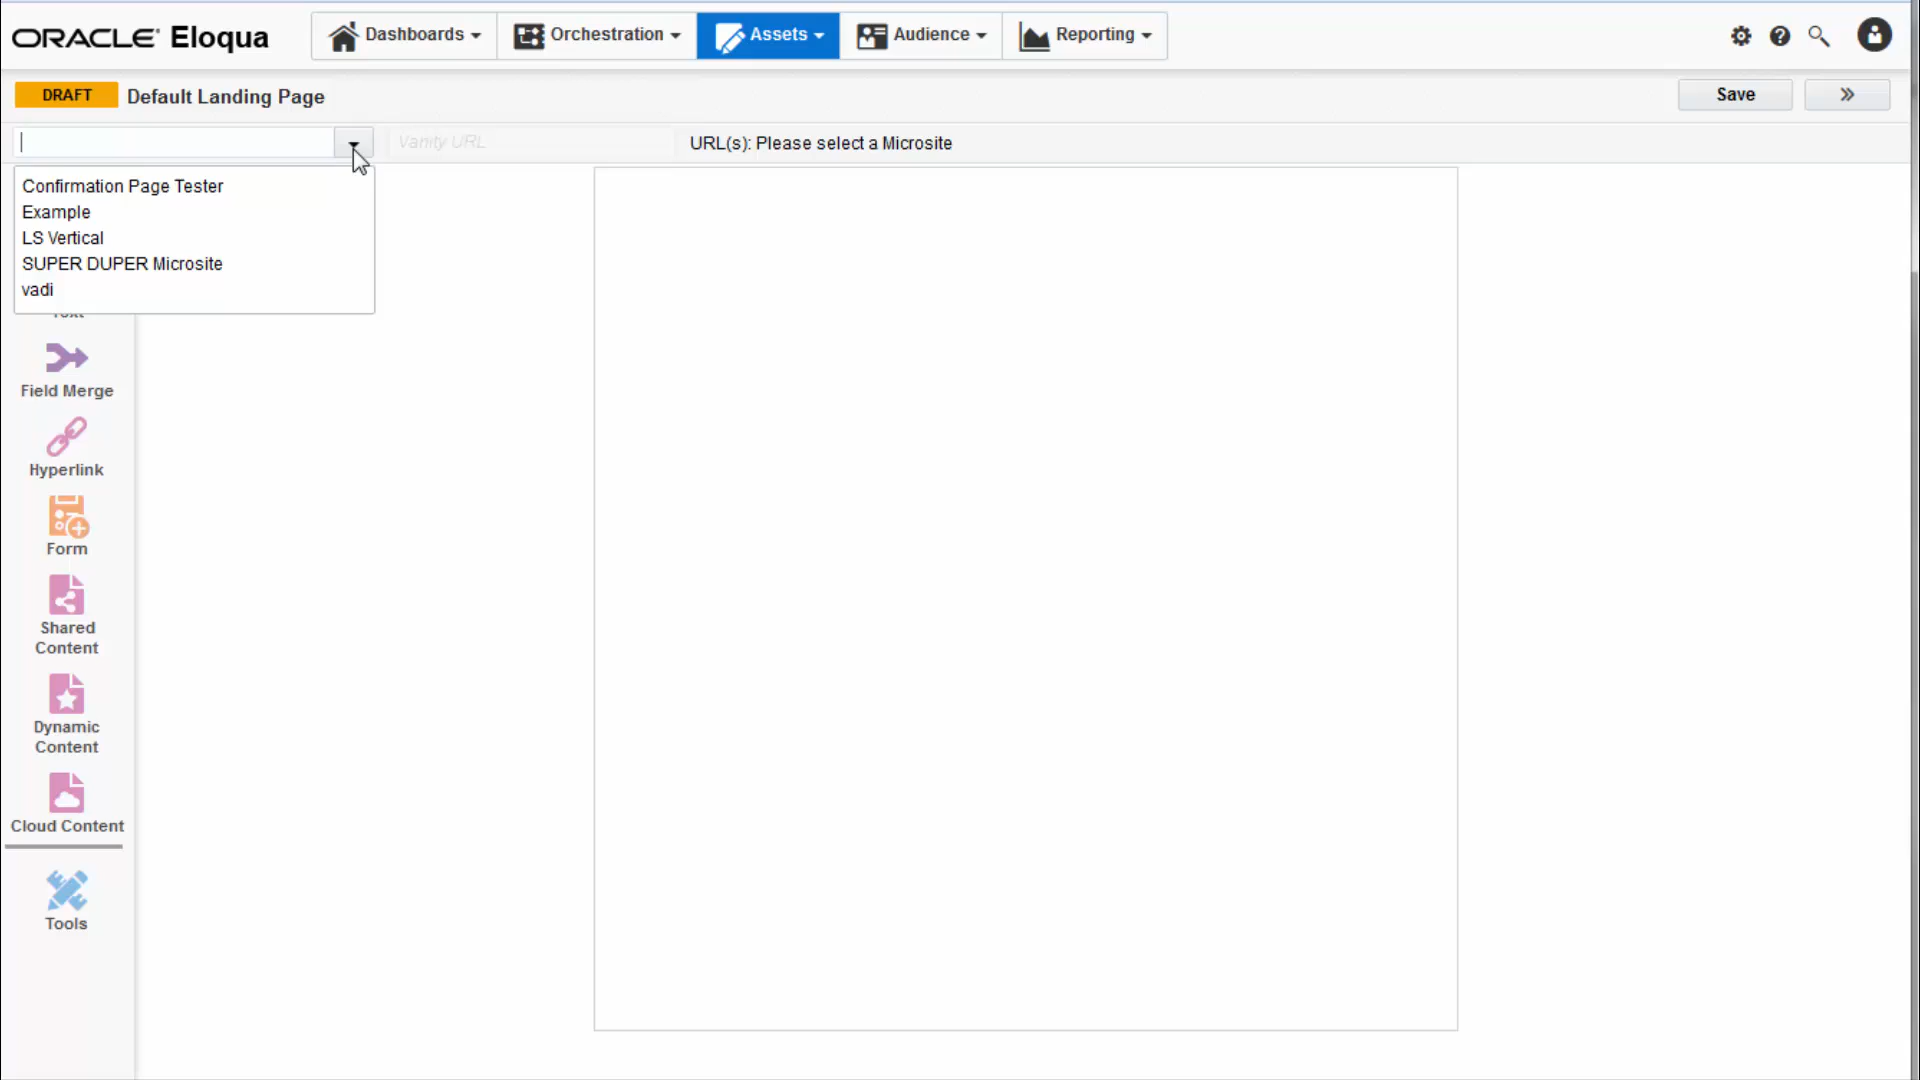 ORACLE Eloqua
Dashboards
Orchestration
Assets
Audience
Reporting
DRAFT
Default Landing Page
Save
Vanity URL
URL(s): Please select a Microsite
Confirmation Page Tester
Example
LS Vertical
SUPER DUPER Microsite
vadi
Text
Field Merge
Hyperlink
Form
Shared
Content
Dynamic
Content
Cloud Content
Tools